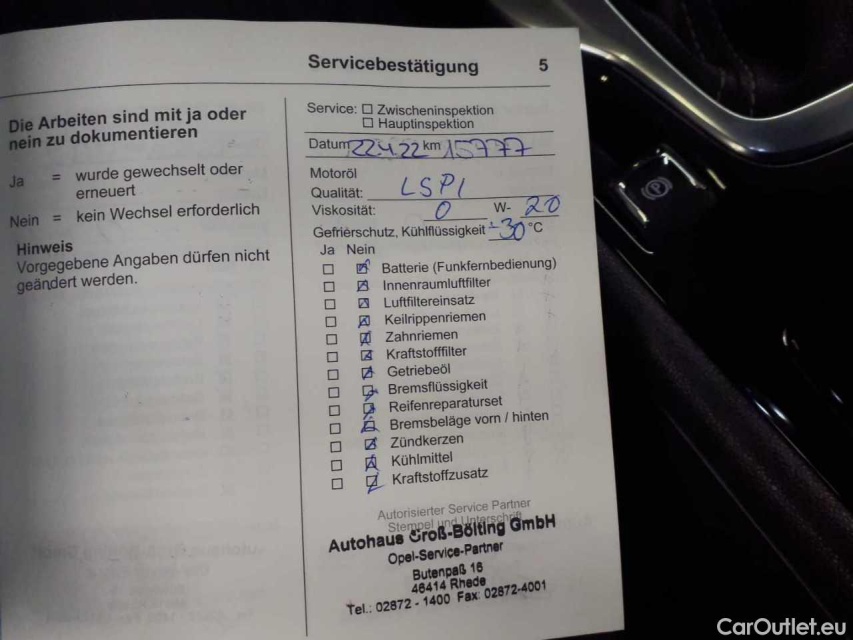 Servicebestätigung 5
Die Arbeiten sind mit ja oder
nein zu dokumentieren
Ja = wurde gewechselt oder
erneuert
Nein = kein Wechsel erforderlich
Hinweis
Vorgegebene Angaben dürfen nicht
geändert werden.
Service: ☐ Zwischeninspektion
☐ Hauptinspektion
Datum 22.4.22 km 15777
Motoröl
Qualität: LSPI
Viskosität: 0 W- 20
Gefrierschutz, Kühlflüssigkeit -30 °C
Ja Nein
Batterie (Funkfernbedienung)
Innenraumluftfilter
Luftfiltereinsatz
Keilrippenriemen
Zahnriemen
Kraftstofffilter
Getriebeöl
Bremsflüssigkeit
Reifenreparaturset
Bremsbeläge vorn / hinten
Zündkerzen
Kühlmittel
Kraftstoffzusatz
Autorisierter Service Partner
Stempel und Unterschrift
Autohaus Groß-Bölting GmbH
Opel-Service-Partner
Butenpaß 16
46414 Rhede
Tel.: 02872 - 1400 Fax: 02872-4001
CarOutlet.eu